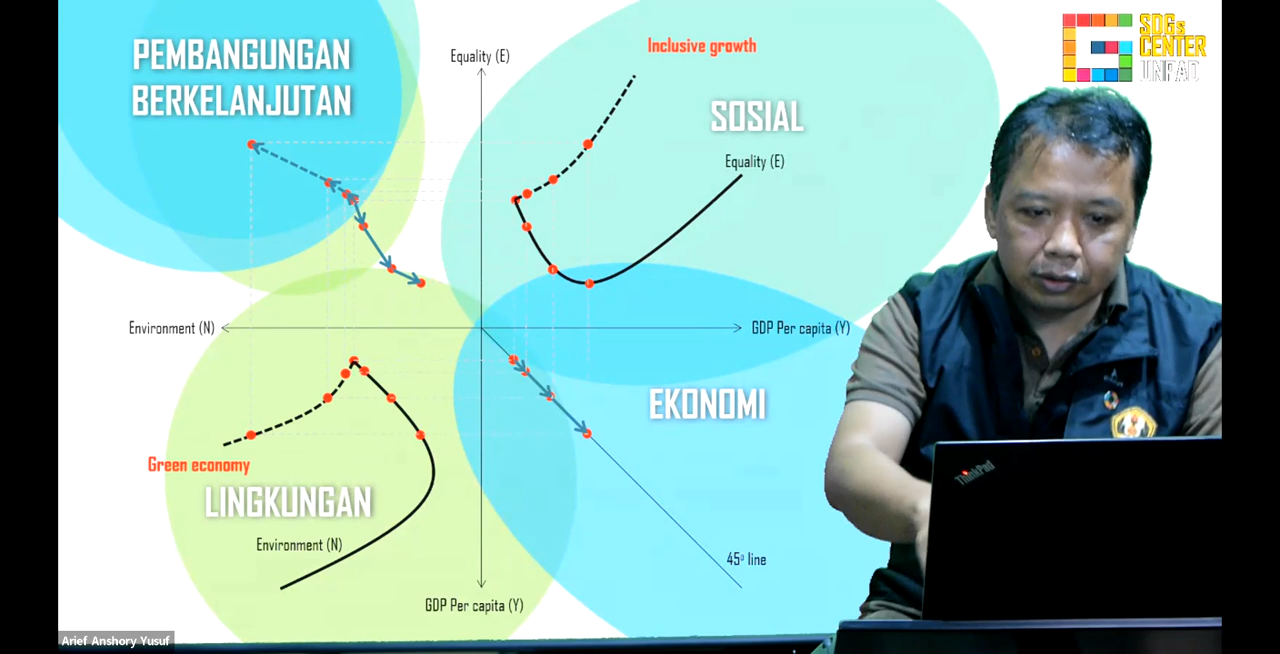 PEMBANGUNGAN
BERKELANJUTAN
Equality (E)
Inclusive growth
SOSIAL
Equality (E)
SDGs
CENTER
UNPAD
Environment (N)
GDP Per capita (Y)
EKONOMI
Green economy
LINGKUNGAN
Environment (N)
45º line
GDP Per capita (Y)
ThinkPad
Arief Anshory Yusuf